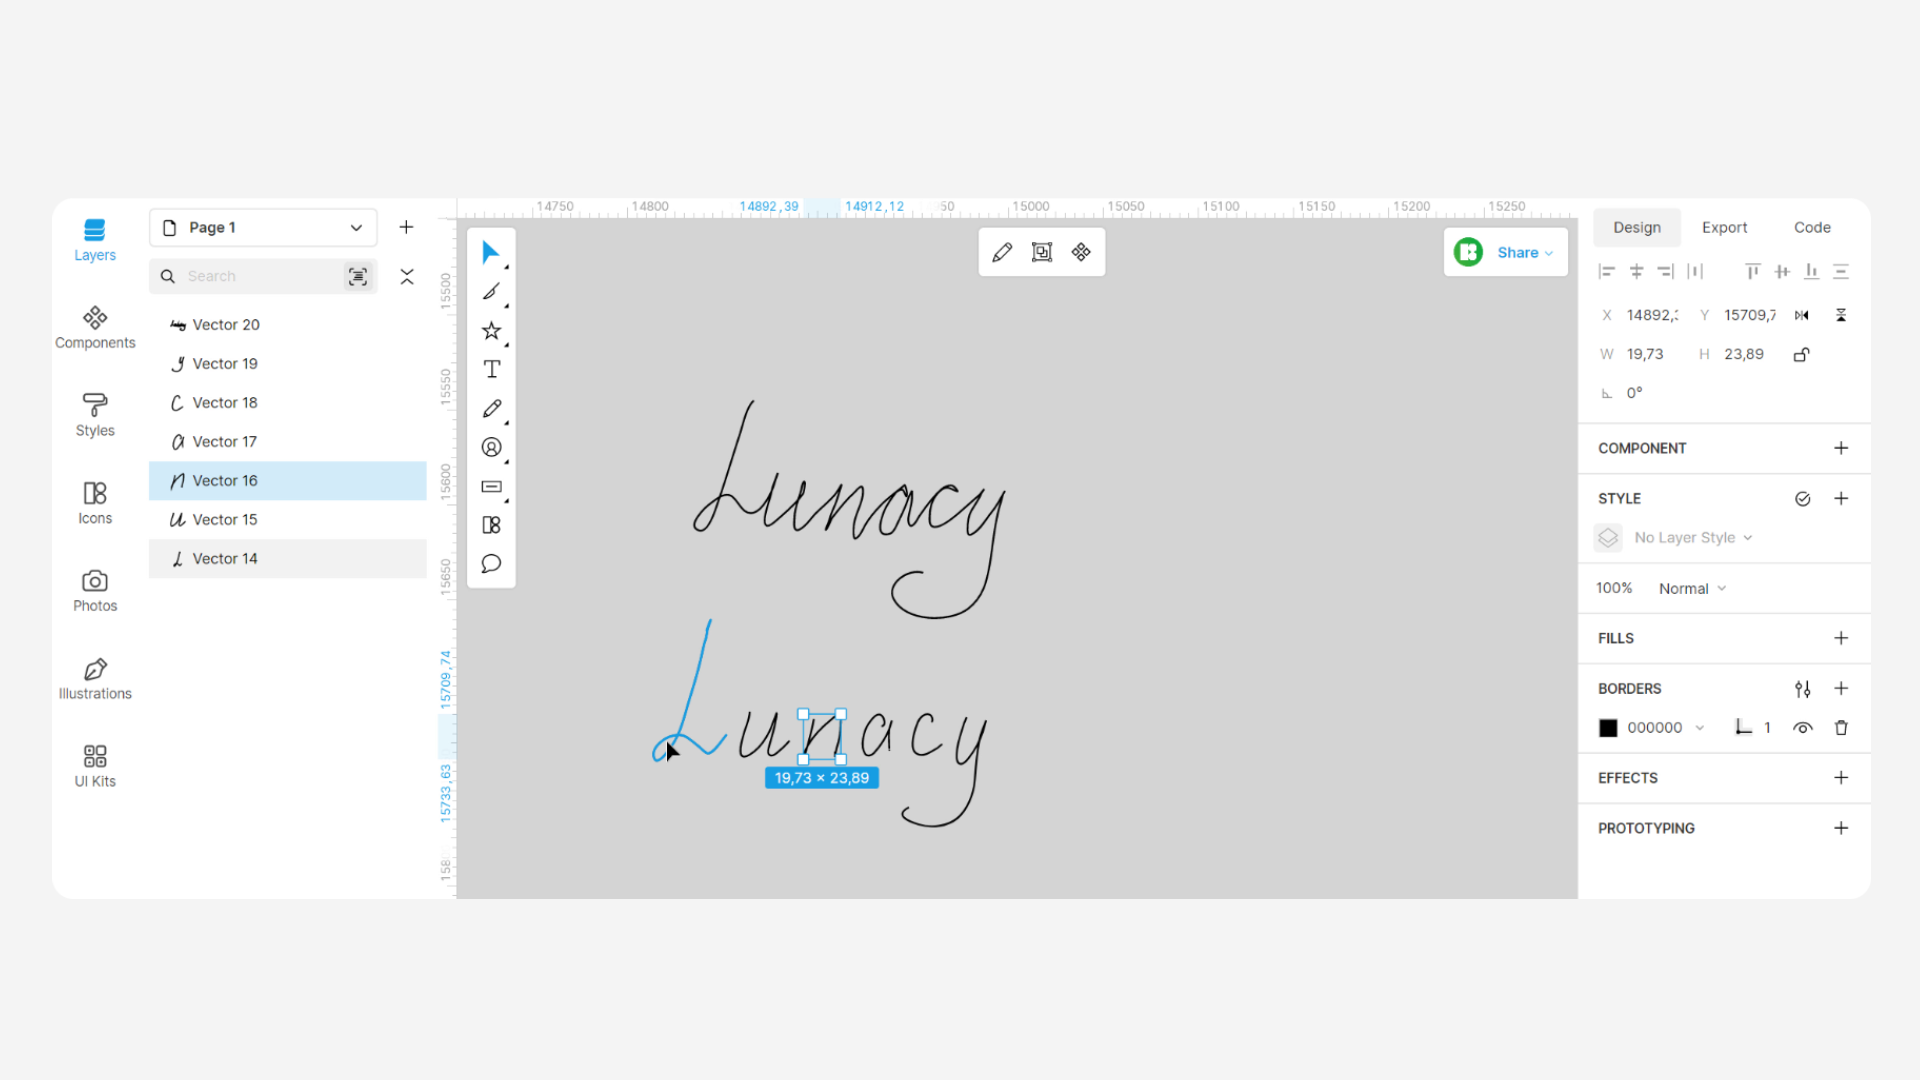 Layers
Components
Styles
Icons
Photos
Illustrations
UI Kits
Page 1
Search
Vector 20
Vector 19
Vector 18
Vector 17
Vector 16
Vector 15
Vector 14
14750 14800 14892,39 14912,12 50 15000 15050 15100 15150 15200 15250
15500
15550
15600
15650
15709,74
15733,63
158
Share
Lunacy
Lunacy
19,73 × 23,89
Design Export Code
X 14892,: Y 15709,7
W 19,73 H 23,89
0°
COMPONENT
STYLE
No Layer Style
100% Normal
FILLS
BORDERS
000000 1
EFFECTS
PROTOTYPING